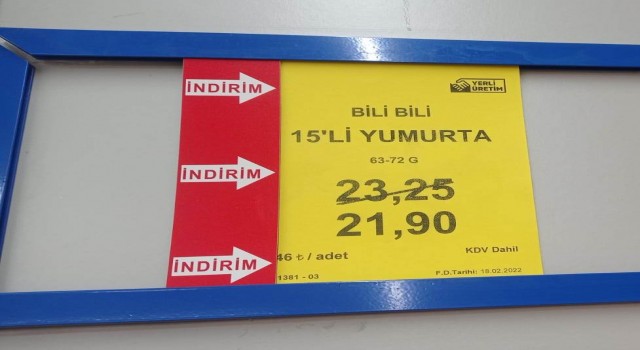 İNDİRİM
İNDİRİM
İNDİRİM
YERLİ
ÜRETİM
BİLİ BİLİ
15'Lİ YUMURTA
63-72 G
23,25
21,90
46 ₺ / adet
KDV Dahil
1381 - 03
F.D.Tarihi: 18.02.2022